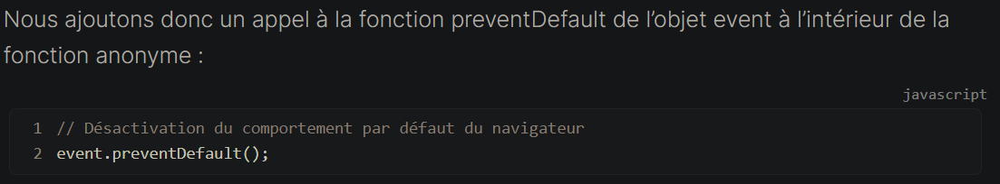 Nous ajoutons donc un appel à la fonction preventDefault de l’objet event à l’intérieur de la
fonction anonyme :
javascript
1 // Désactivation du comportement par défaut du navigateur
2 event.preventDefault();